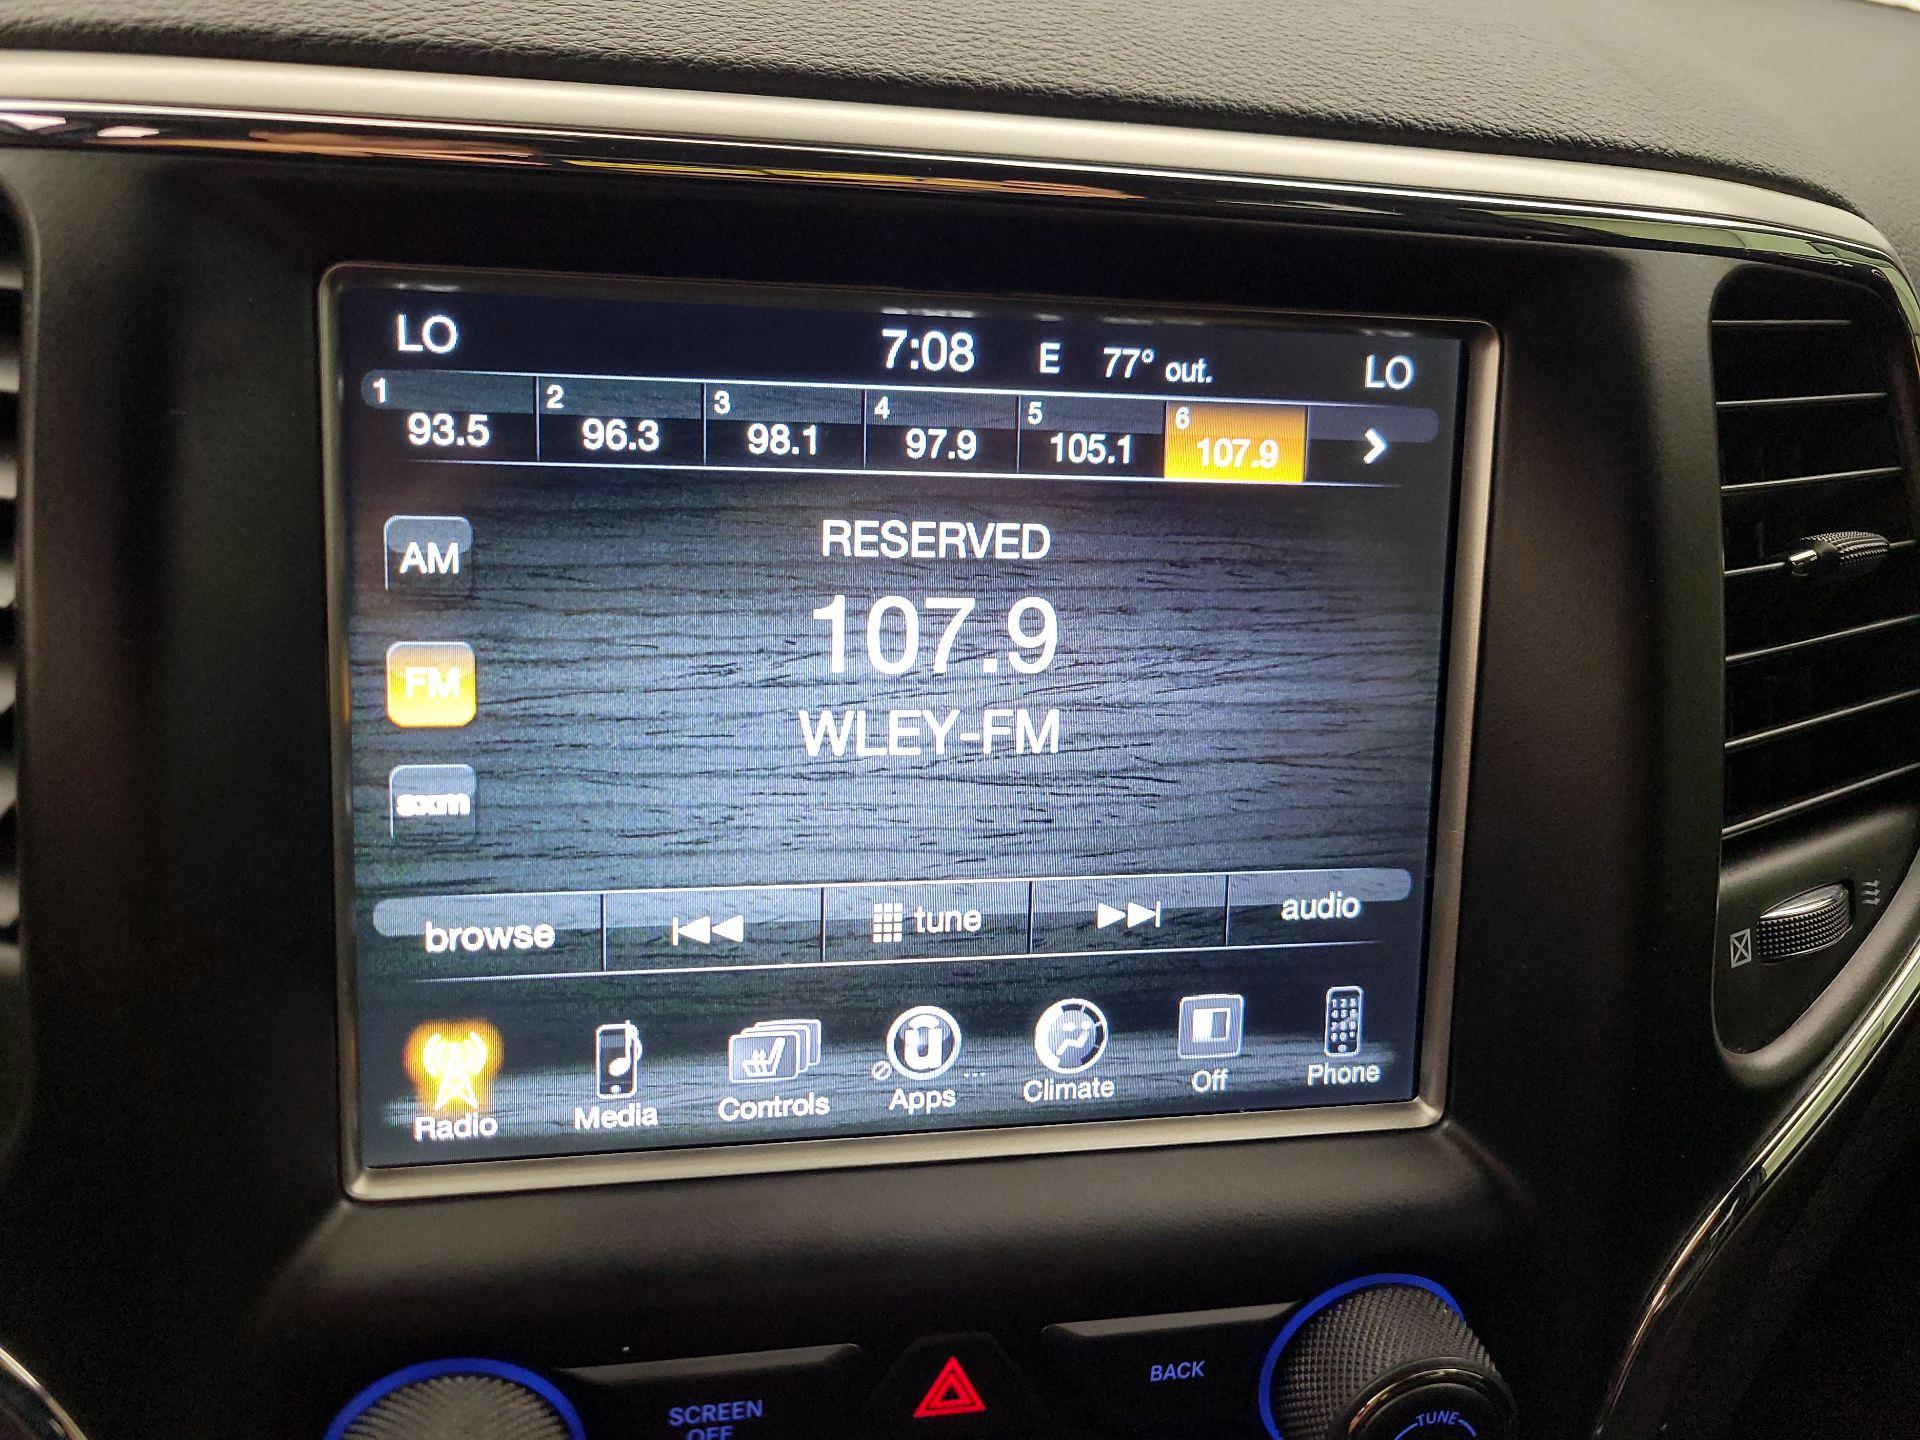 LO 7:08 E 77° out. LO
1 93.5 2 96.3 3 98.1 4 97.9 5 105.1 6 107.9
AM
RESERVED
107.9
FM
WLEY-FM
sxm
browse tune audio
Radio Media Controls Apps Climate Off Phone
SCREEN
OFF
BACK
TUNE